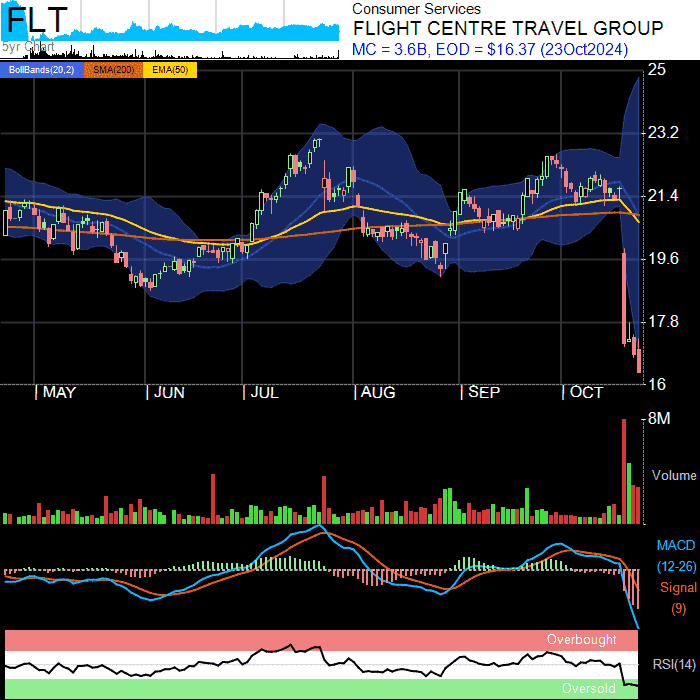 FLT
5yr Chart
Consumer Services
FLIGHT CENTRE TRAVEL GROUP
MC = 3.6B, EOD = $16.37 (23Oct2024)
BollBands(20,2) SMA(200) EMA(50)
25
23.2
21.4
19.6
17.8
16
| MAY | JUN | JUL | AUG | SEP | OCT
8M
Volume
MACD
(12-26)
Signal
(9)
Overbought
RSI(14)
Oversold